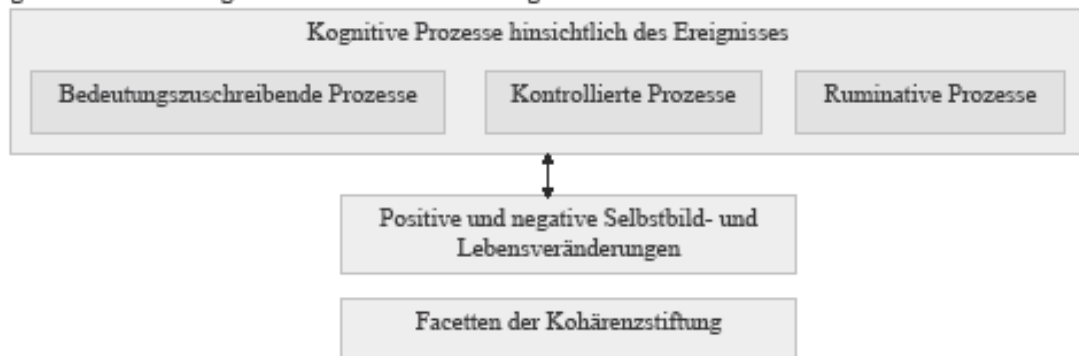 Kognitive Prozesse hinsichtlich des Ereignisses
Bedeutungszuschreibende Prozesse
Kontrollierte Prozesse
Ruminative Prozesse
Positive und negative Selbstbild- und
Lebensveränderungen
Facetten der Kohärenzstiftung